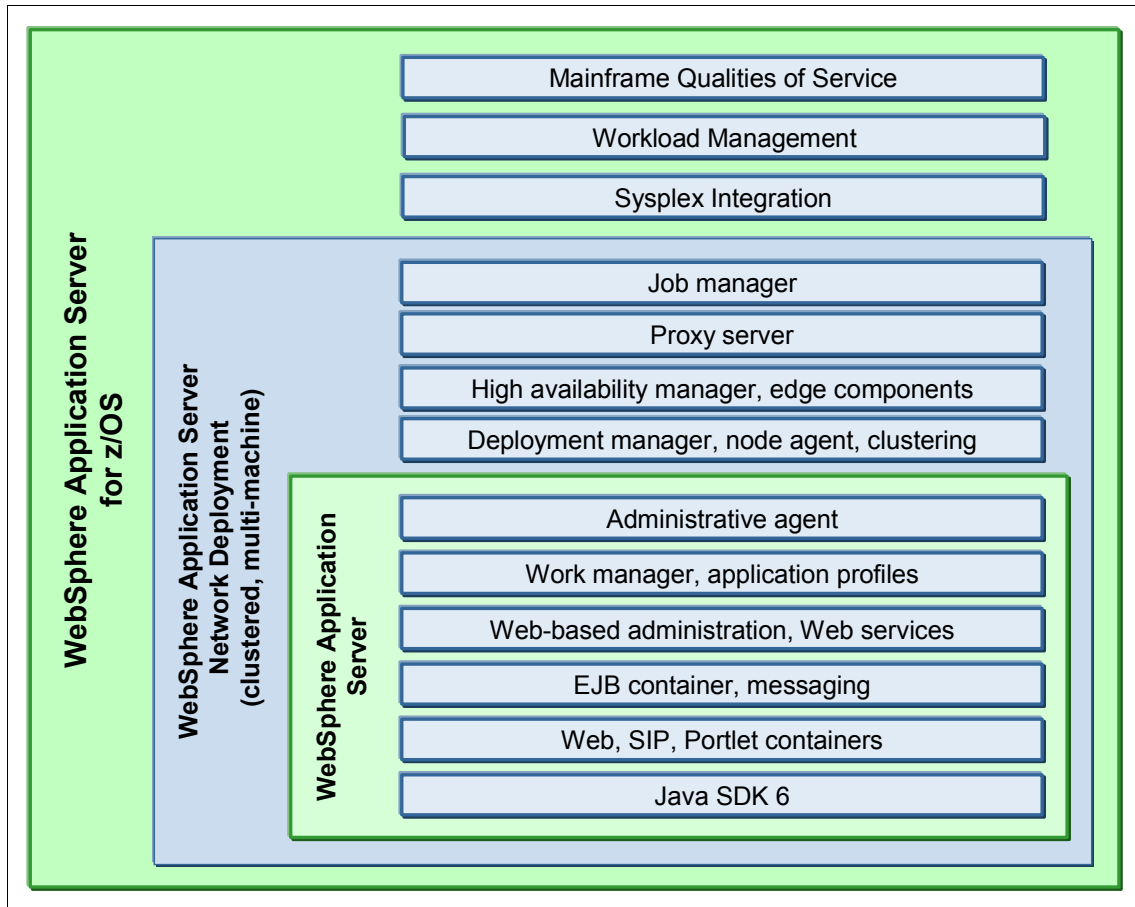 Mainframe Qualities of Service
Workload Management
Sysplex Integration
WebSphere Application Server
for z/OS
Job manager
Proxy server
High availability manager, edge components
Deployment manager, node agent, clustering
WebSphere Application Server
Network Deployment
(clustered, multi-machine)
Administrative agent
Work manager, application profiles
Web-based administration, Web services
EJB container, messaging
Web, SIP, Portlet containers
Java SDK 6
WebSphere Application
Server